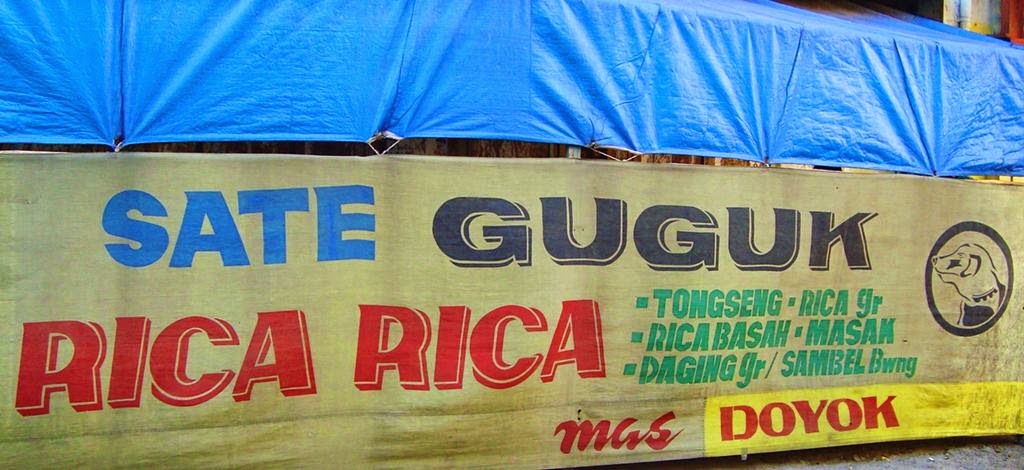 SATE GUGUK
RICA RICA
- TONGSENG - RICA gr
- RICA BASAH - MASAK
- DAGING gr / SAMBEL Bwng
mas DOYOK